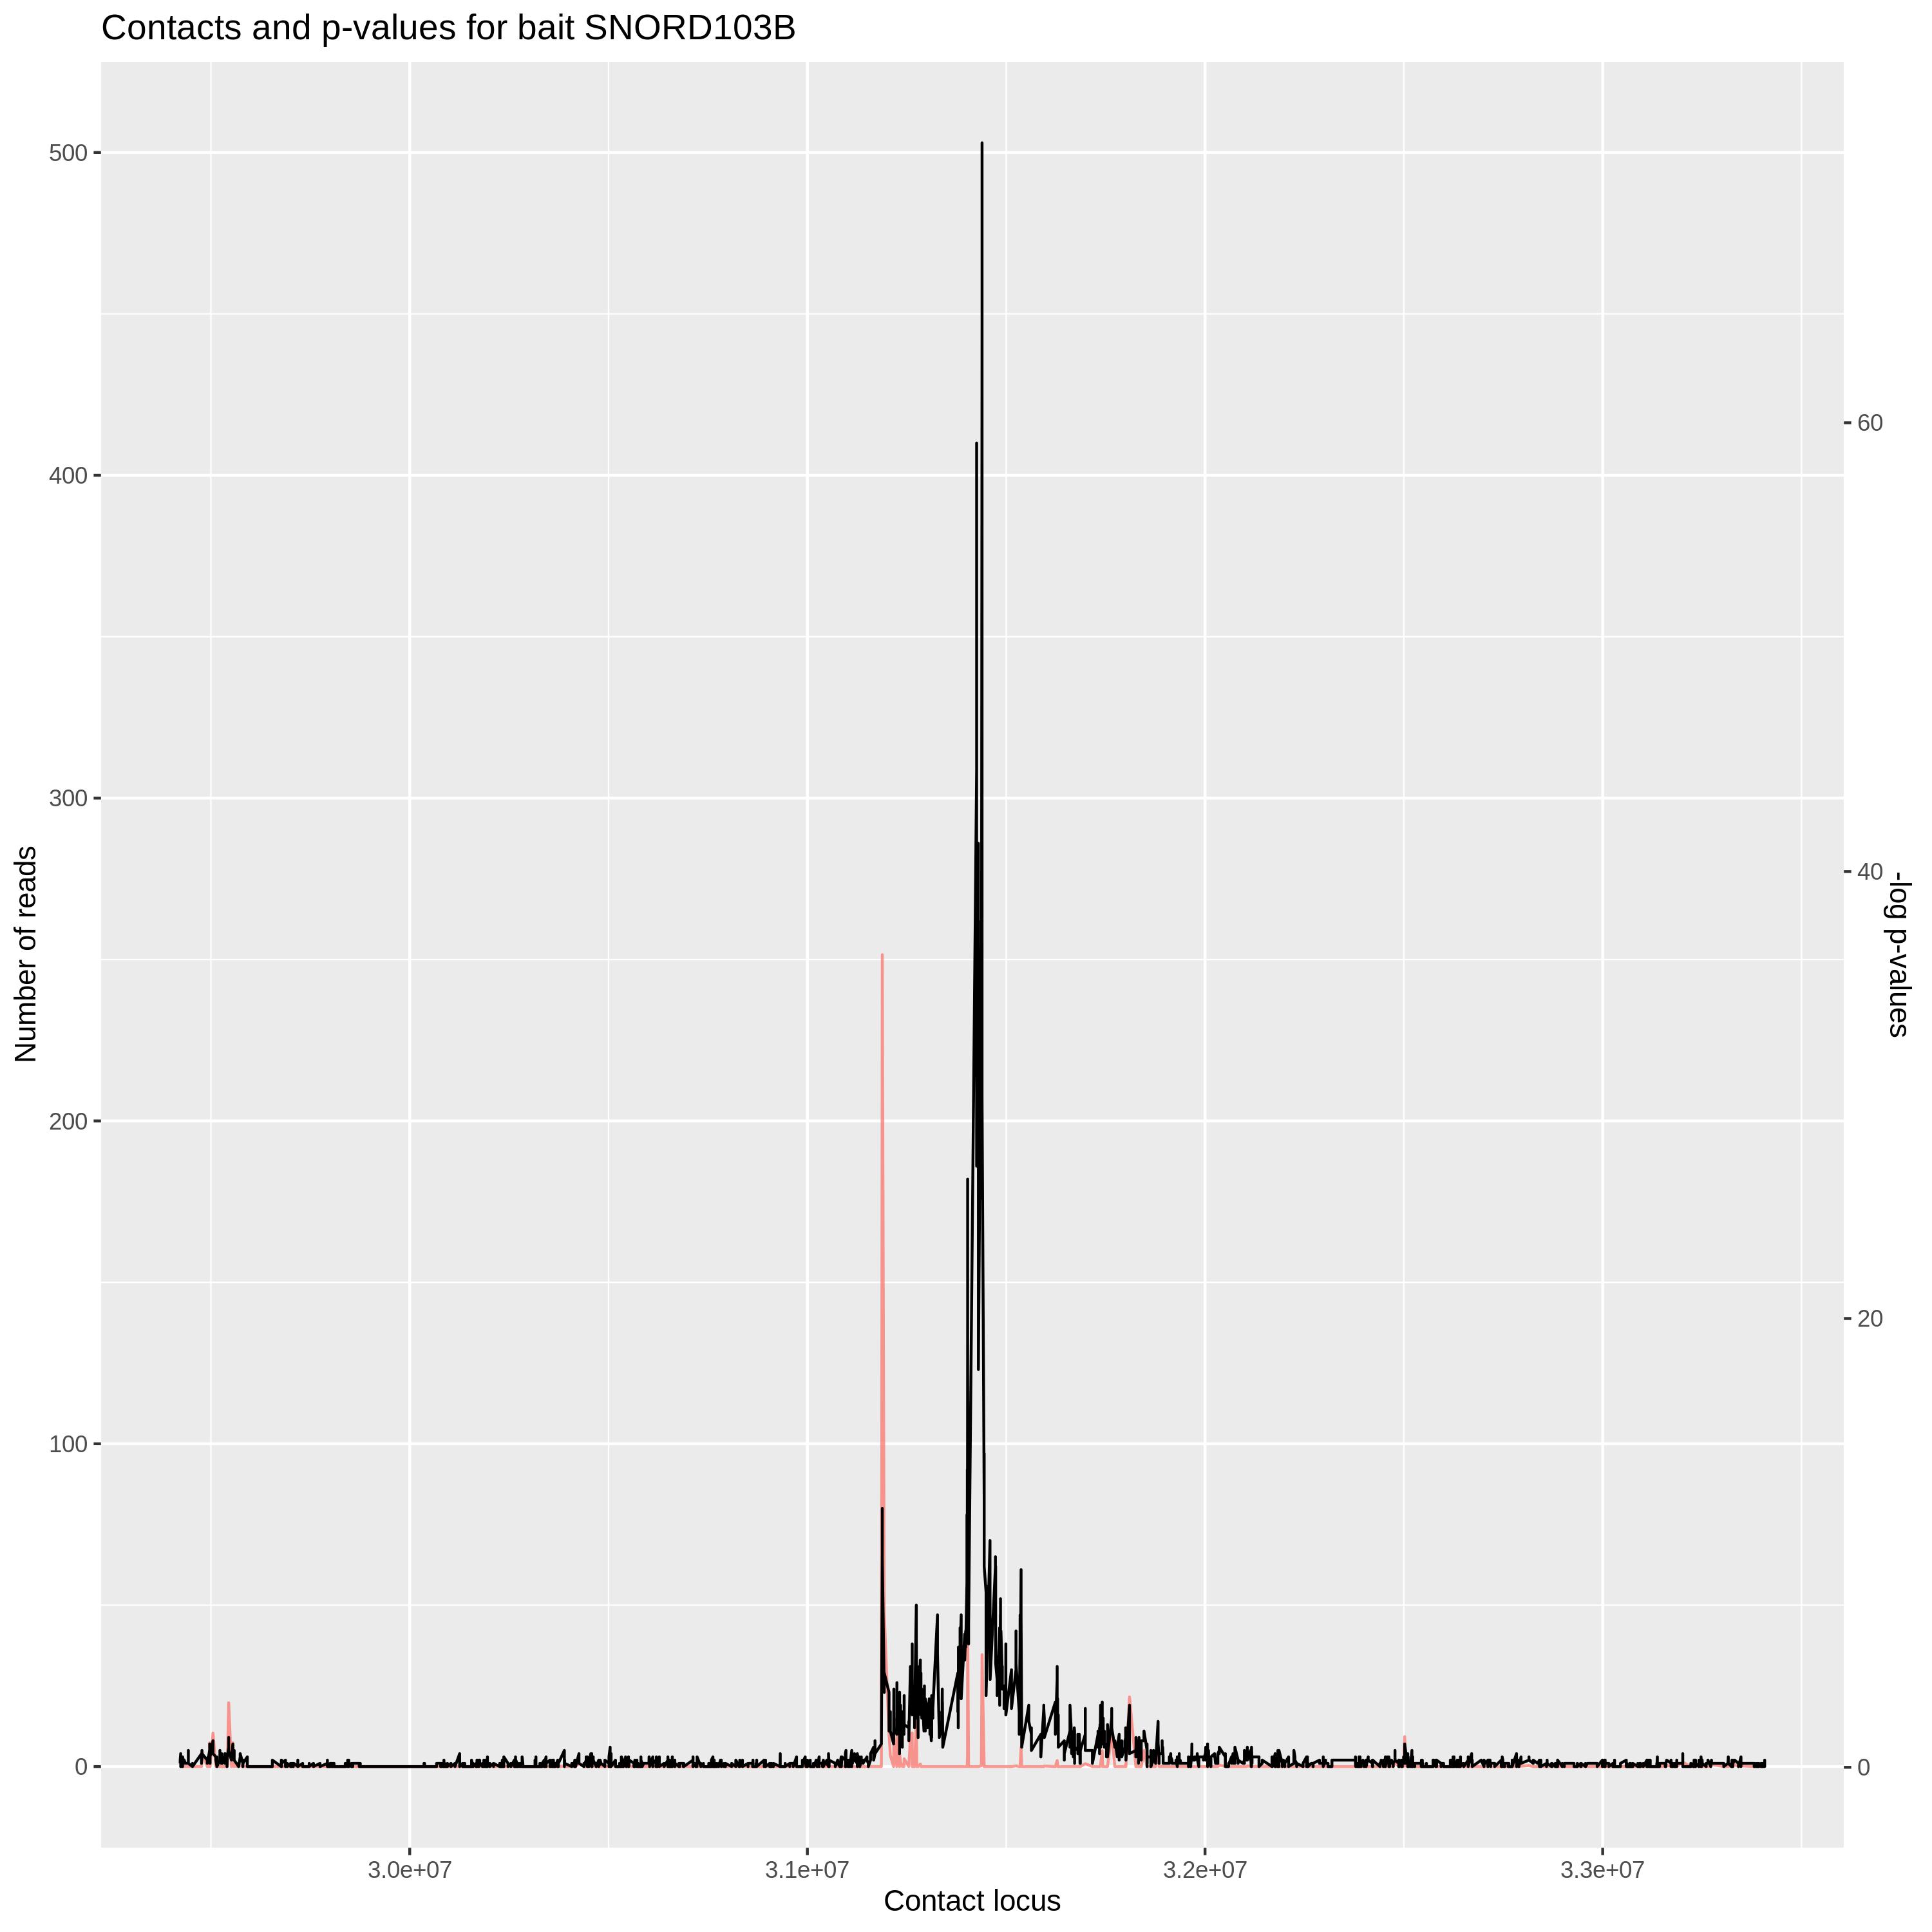 Contacts and p-values for bait SNORD103B
500
400
300
200
100
0
Number of reads
60
40
20
0
-log p-values
3.0e+07
3.1e+07
3.2e+07
3.3e+07
Contact locus